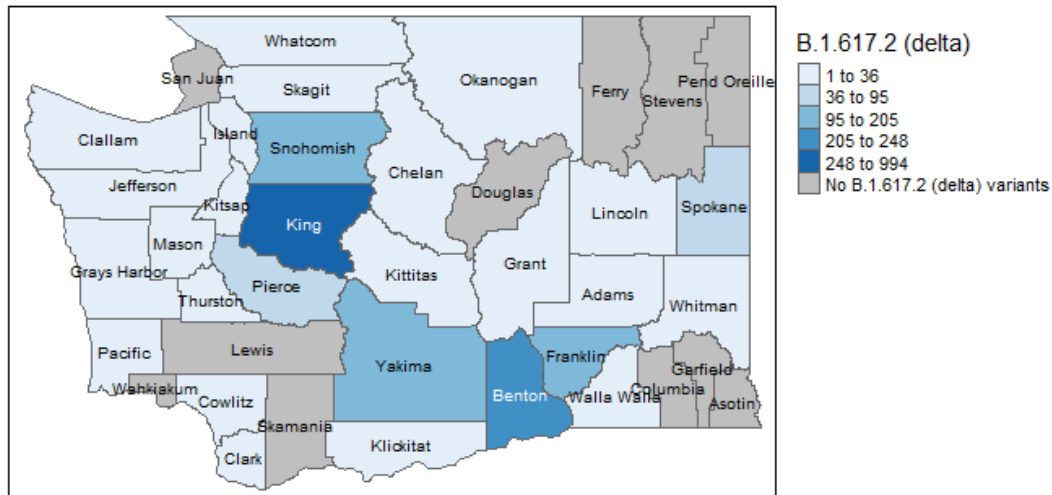 B.1.617.2 (delta)
1 to 36
36 to 95
95 to 205
205 to 248
248 to 994
No B.1.617.2 (delta) variants
Whatcom
San Juan
Skagit
Okanogan
Ferry
Stevens
Pend Oreille
Clallam
Island
Snohomish
Chelan
Douglas
Jefferson
Kitsap
King
Lincoln
Spokane
Mason
Grays Harbor
Kittitas
Grant
Thurston
Pierce
Adams
Whitman
Pacific
Lewis
Yakima
Franklin
Garfield
Wahkiakum
Cowlitz
Benton
Walla Walla
Columbia
Asotin
Skamania
Clark
Klickitat